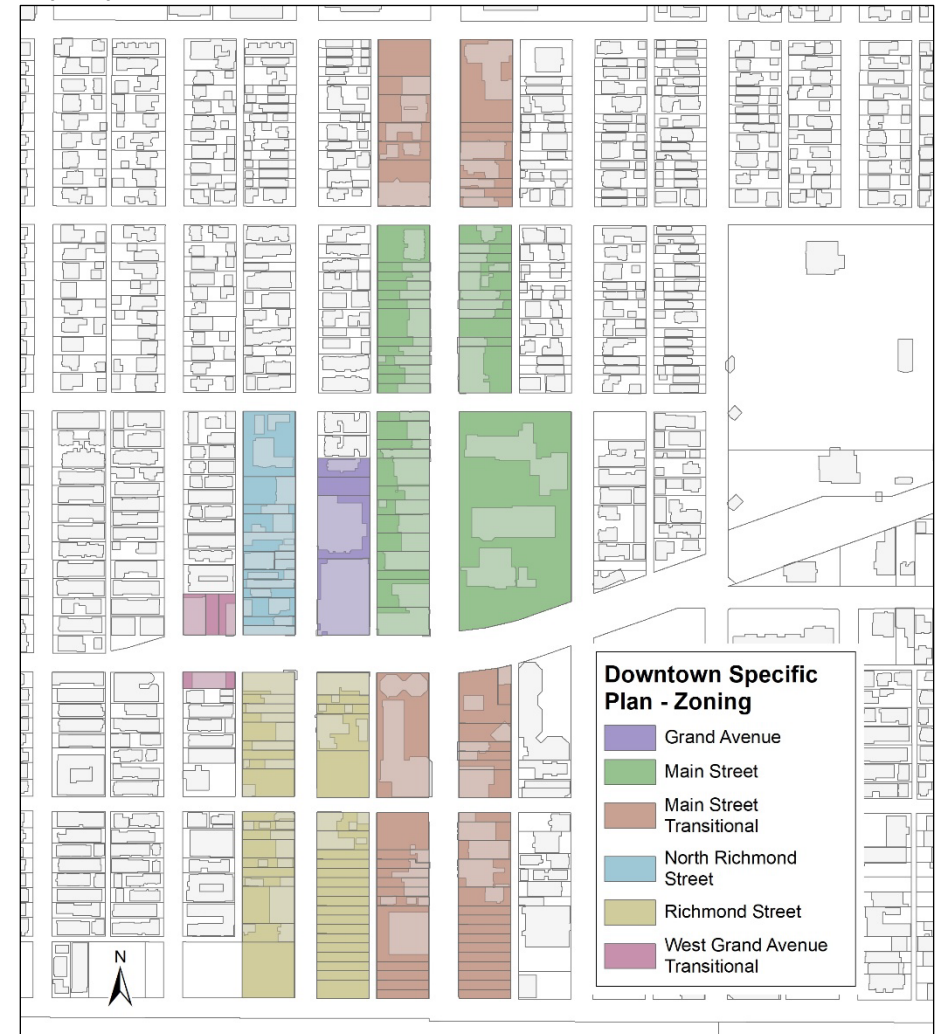 Downtown Specific
Plan - Zoning
Grand Avenue
Main Street
Main Street
Transitional
North Richmond
Street
Richmond Street
West Grand Avenue
Transitional
N